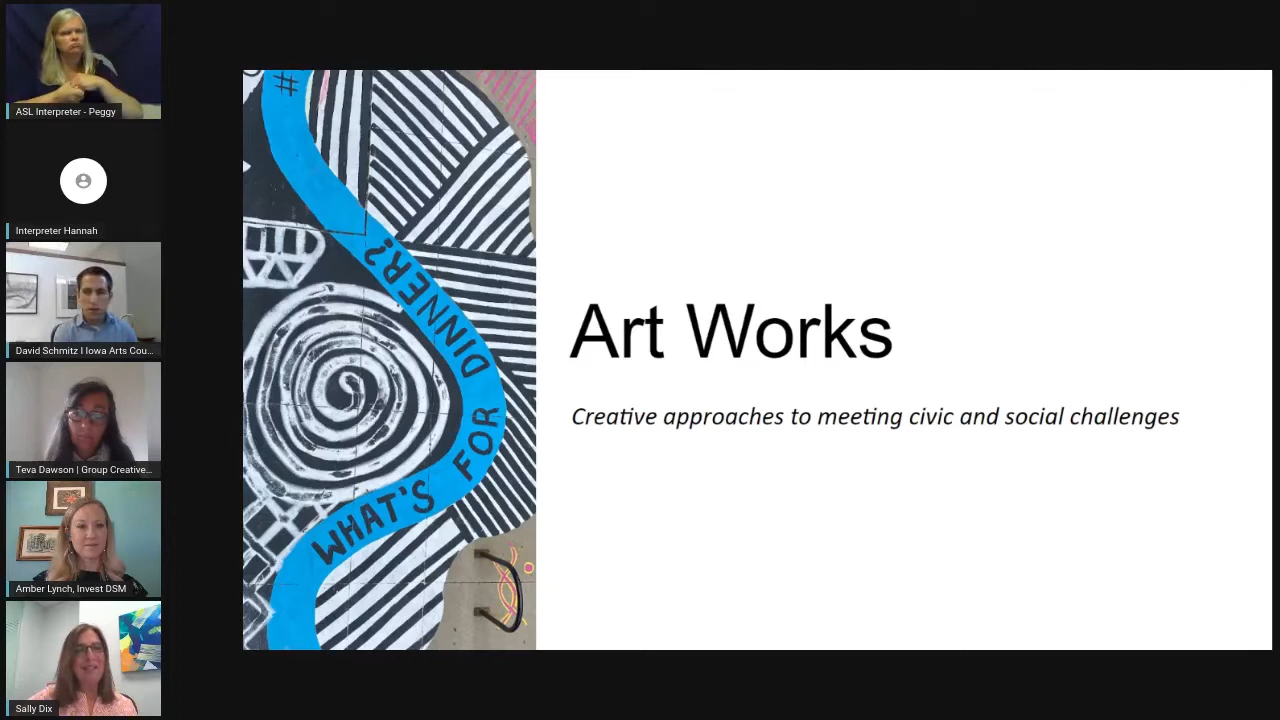 ASL Interpreter - Peggy
Interpreter Hannah
David Schmitz I Iowa Arts Cou...
Teva Dawson | Group Creative...
Amber Lynch, Invest DSM
Sally Dix
#
WHAT'S FOR DINNER?
Art Works
Creative approaches to meeting civic and social challenges